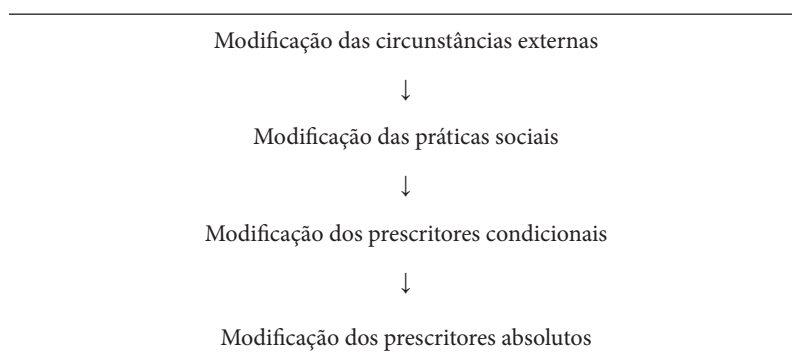 Modificação das circunstâncias externas
↓
Modificação das práticas sociais
↓
Modificação dos prescritores condicionais
↓
Modificação dos prescritores absolutos